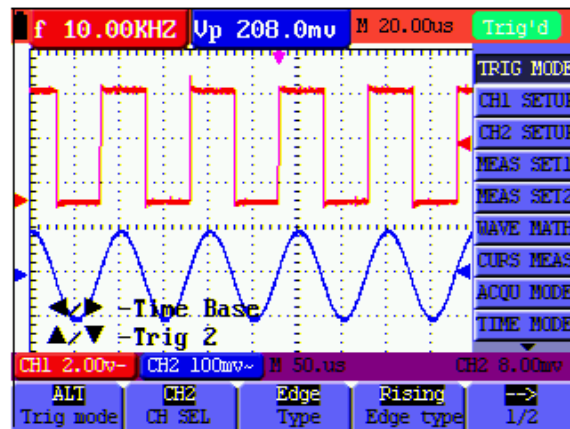 f 10.00KHZ Vp 208.0mv M 20.00us Trig'd
TRIG MODE
CH1 SETUP
CH2 SETUP
MEAS SET1
MEAS SET2
WAVE MATH
CURS MEAS
ACQU MODE
TIME MODE
◀/▶ -Time Base
▲/▼ -Trig 2
CH1 2.00v- CH2 100mv~ M 50.us CH2 8.00mv
ALT CH2 Edge Rising -->
Trig mode CH SEL Type Edge type 1/2